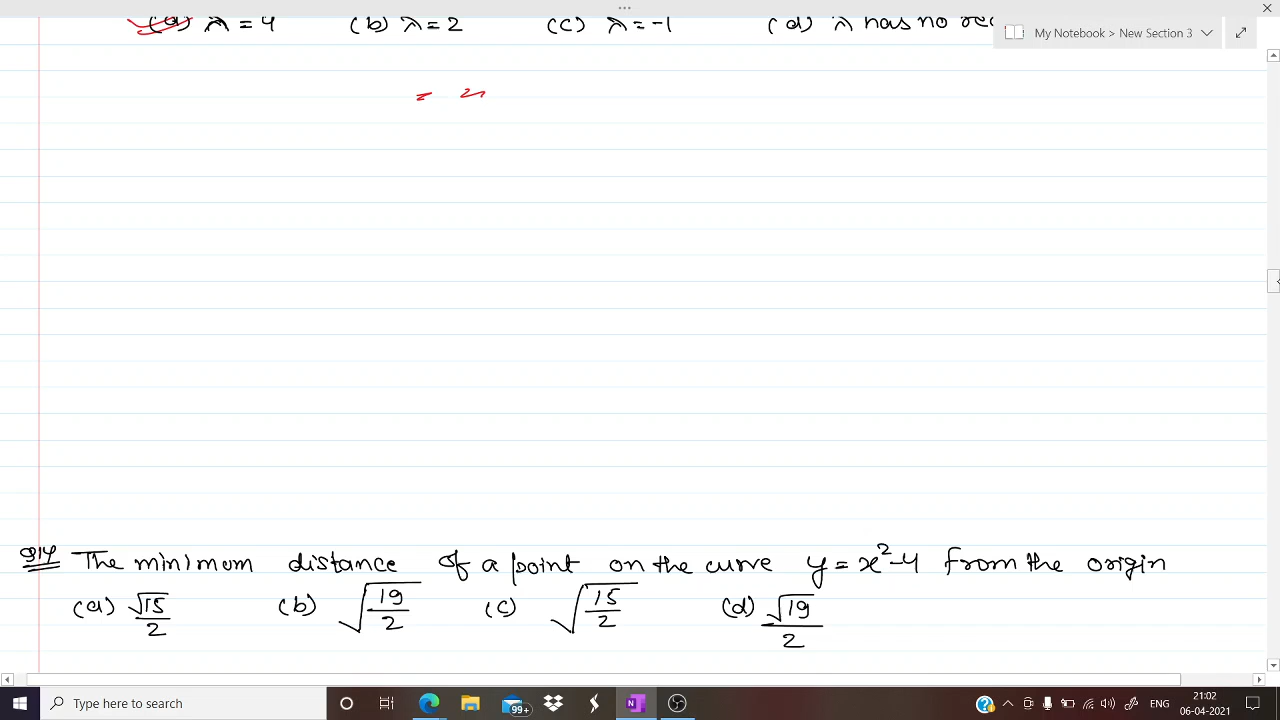 (a) λ = 4 (b) λ = 2 (c) λ = -1 (d) λ has no
My Notebook > New Section 3
=
Q14 The minimum distance of a point on the curve y = x²-4 from the origin
(a) √15/2 (b) √(19/2) (c) √(15/2) (d) √19/2
Type here to search
99+
21:02
06-04-2021